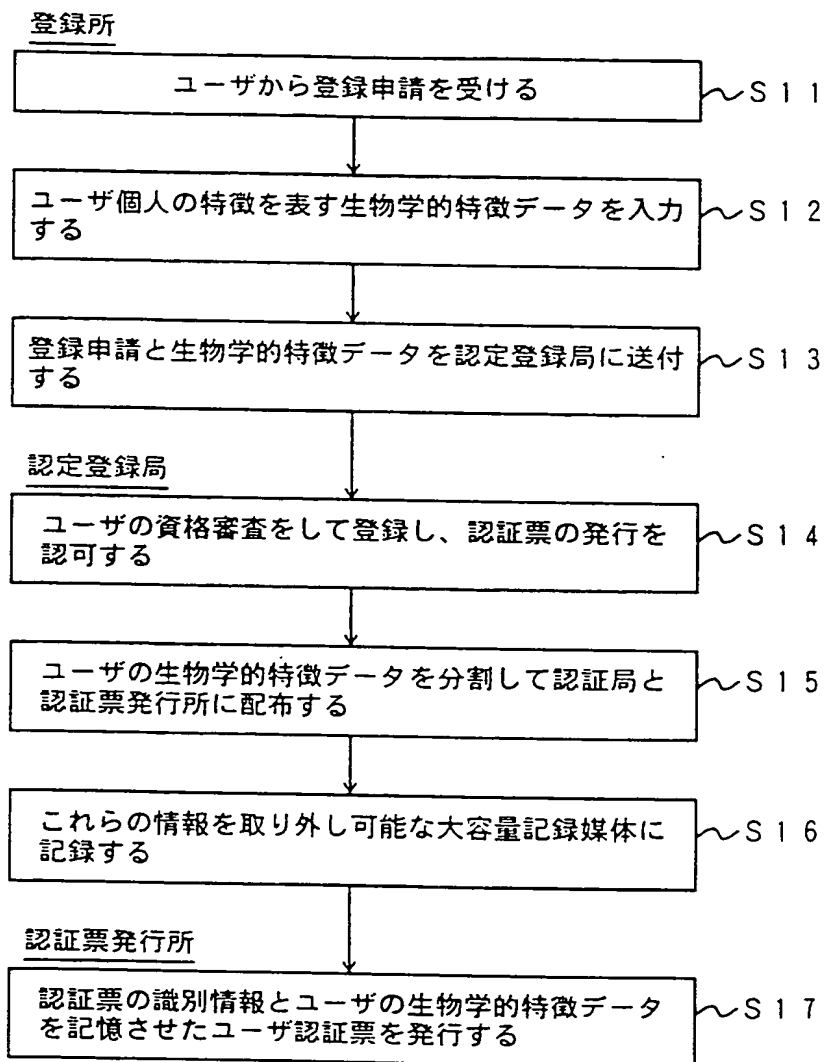 登録所
ユーザから登録申請を受ける
S11
ユーザ個人の特徴を表す生物学的特徴データを入力
する
S12
登録申請と生物学的特徴データを認定登録局に送付
する
S13
認定登録局
ユーザの資格審査をして登録し、認証票の発行を
認可する
S14
ユーザの生物学的特徴データを分割して認証局と
認証票発行所に配布する
S15
これらの情報を取り外し可能な大容量記録媒体に
記録する
S16
認証票発行所
認証票の識別情報とユーザの生物学的特徴データ
を記憶させたユーザ認証票を発行する
S17